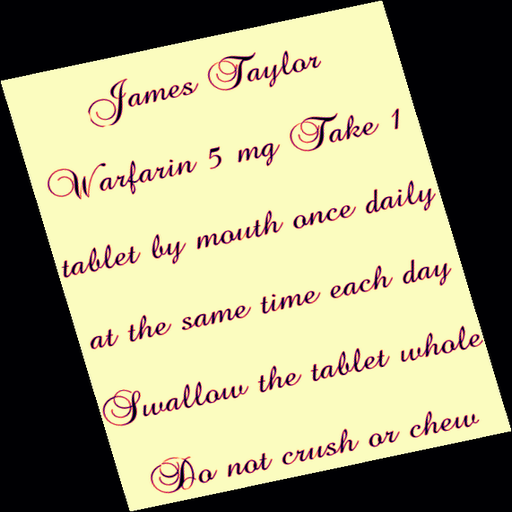 James Taylor
Warfarin 5 mg Take 1
tablet by mouth once daily
at the same time each day
Swallow the tablet whole
Do not crush or chew